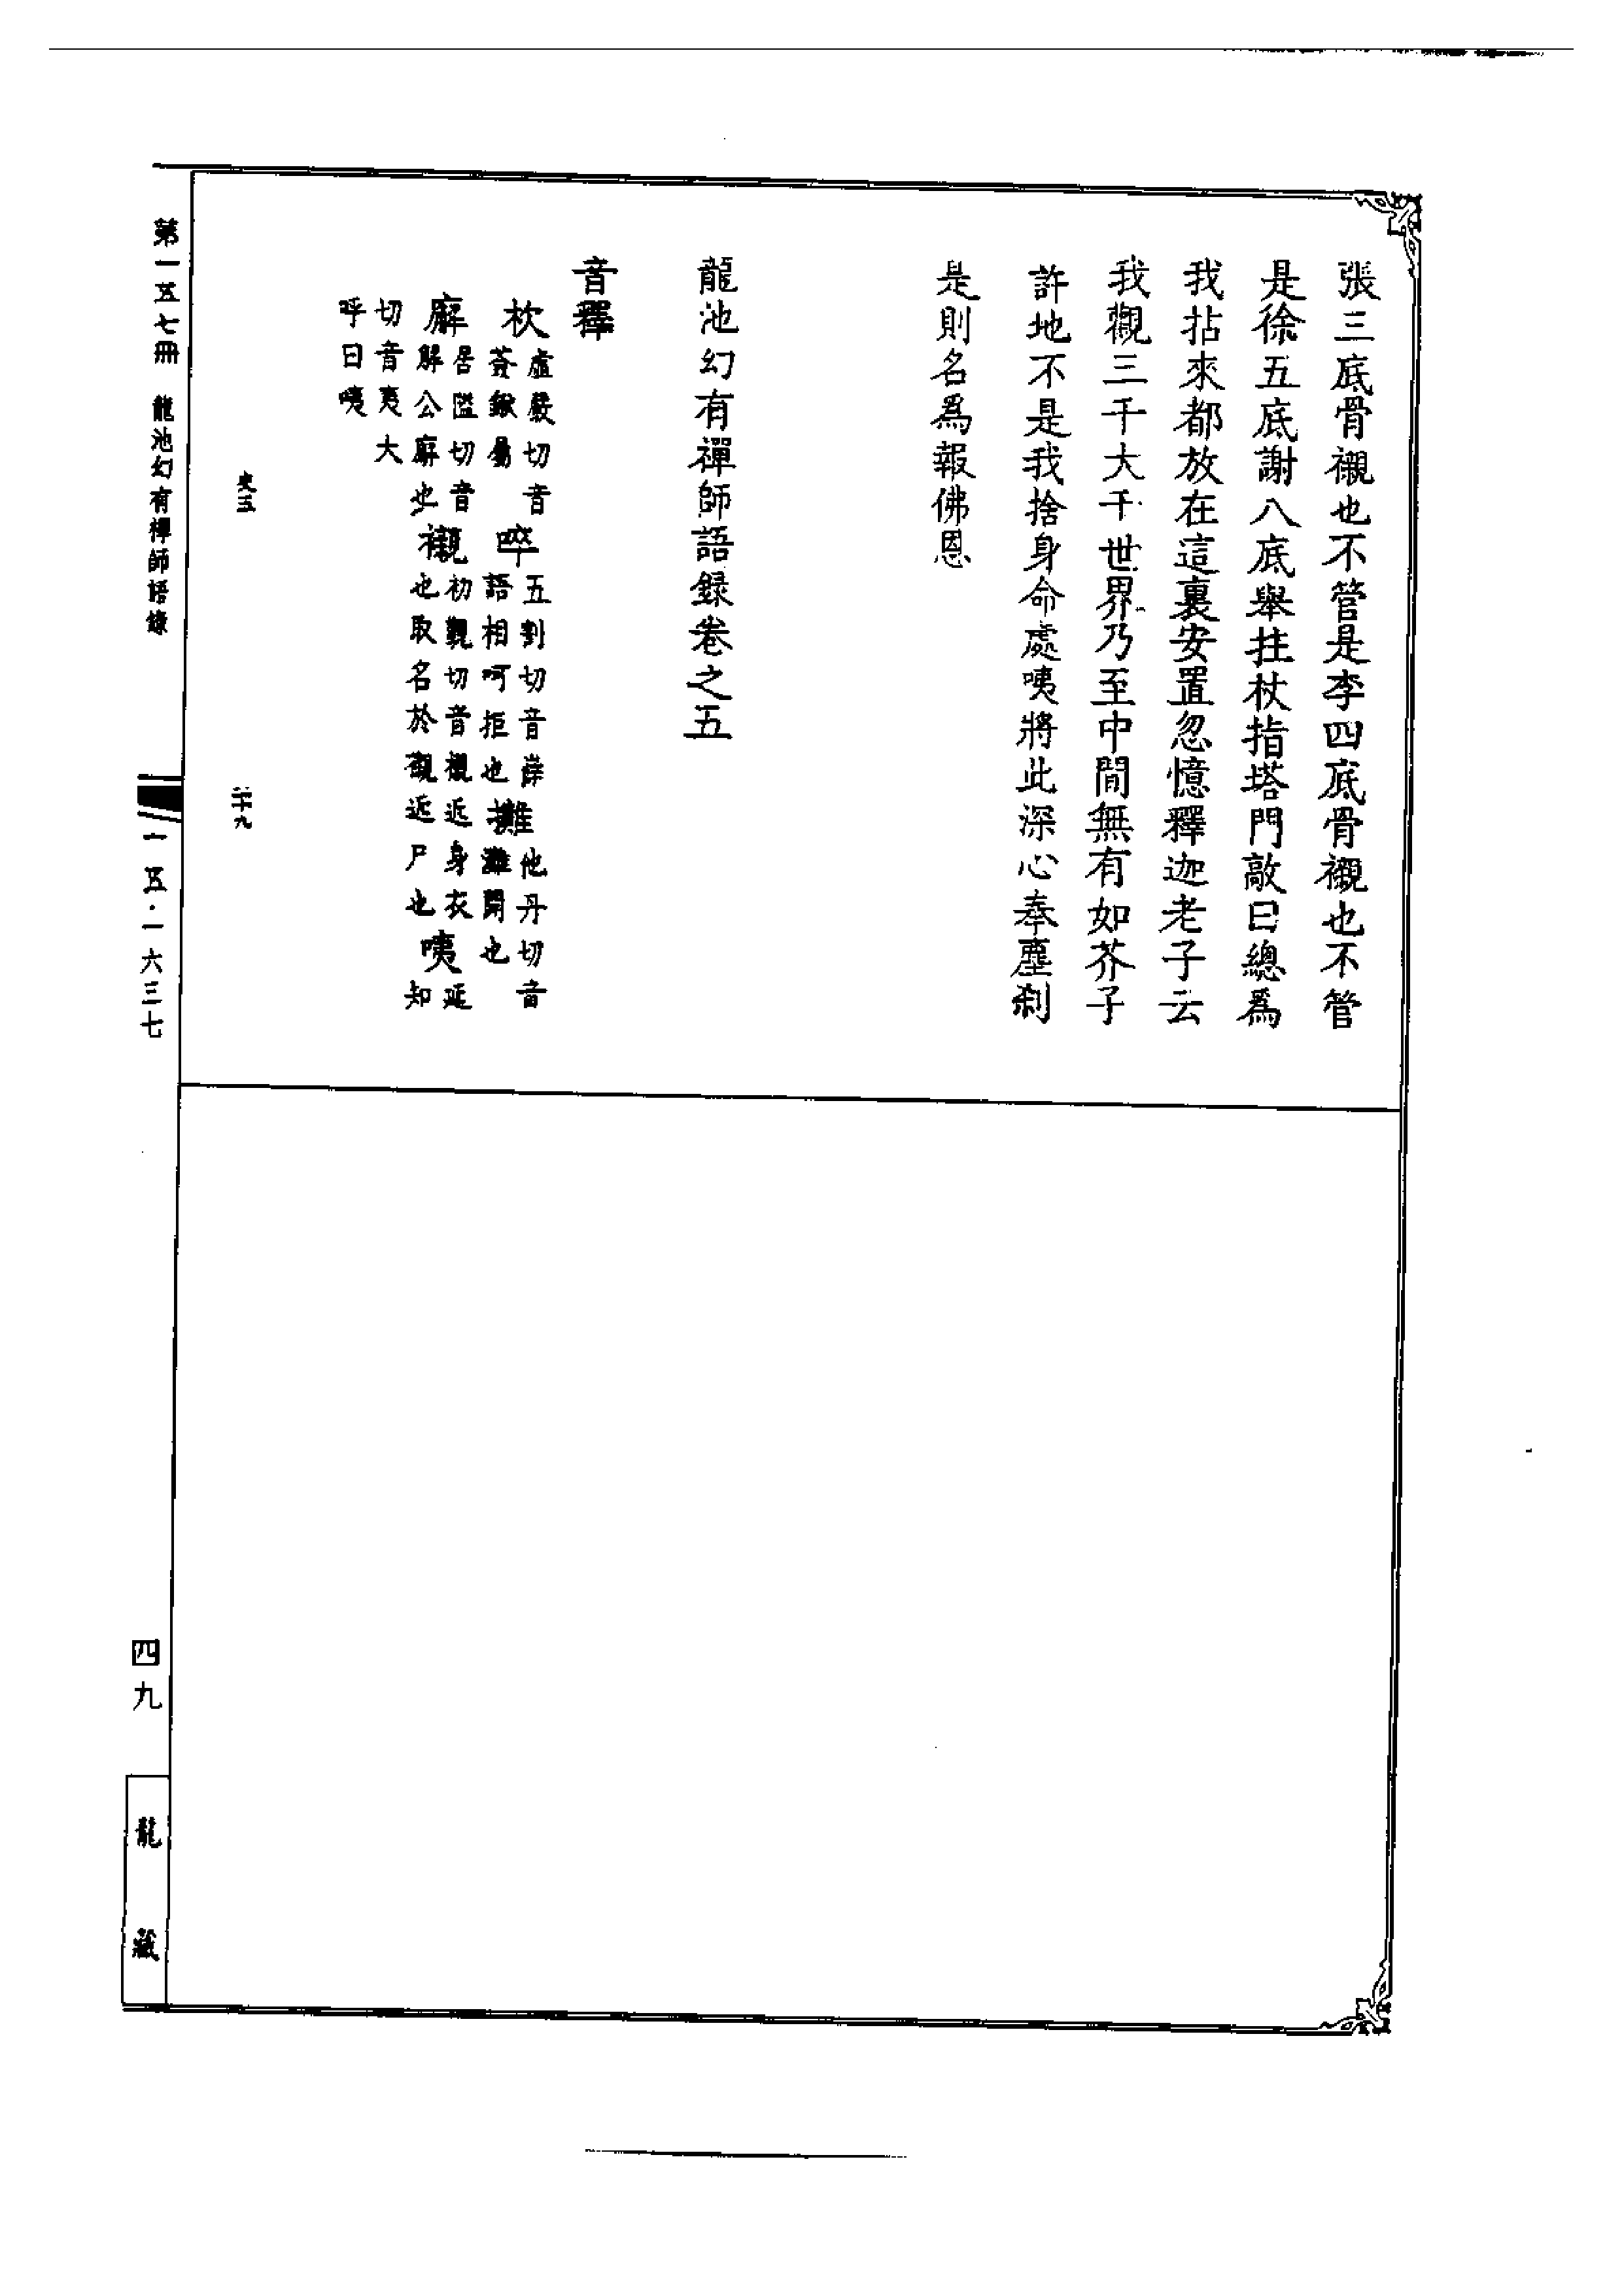 張三底骨襯也不管是李四底骨襯也不管
是徐五底謝八底舉拄杖指塔門敲曰總爲
我拈來都放在這裏安置忽憶釋迦老子云
我觀三千大千世界乃至中間無有如芥子
許地不是我捨身命處咦將此深心奉塵剎
是則名爲報佛恩
龍池幻有禪師語録卷之五
音釋
杴 虛嚴切音
鍬屬 啐 五割切音
語相呵拒也 攤 他丹切音
灘開也
廨 居隘切音
解公廨也 襯 初覲切音櫬近身衣
也取名於襯近尸也 咦 延知
切音夷大
呼曰咦
史三
二十九
第一五七冊 龍池幻有禪師語錄
一五五·一六三七
四九
龍藏